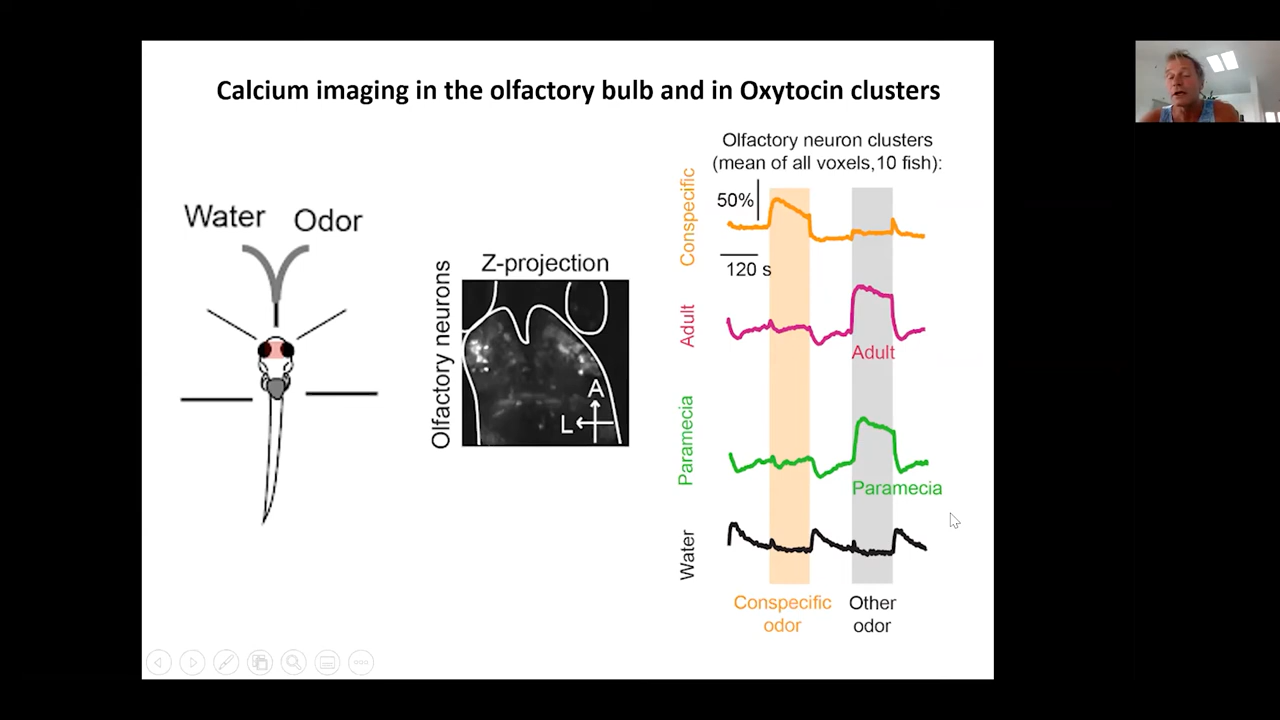 Calcium imaging in the olfactory bulb and in Oxytocin clusters
Water
Odor
Olfactory neurons
Z-projection
A
L
Olfactory neuron clusters
(mean of all voxels,10 fish):
Conspecific
50%
120 s
Adult
Adult
Paramecia
Paramecia
Water
Conspecific
odor
Other
odor